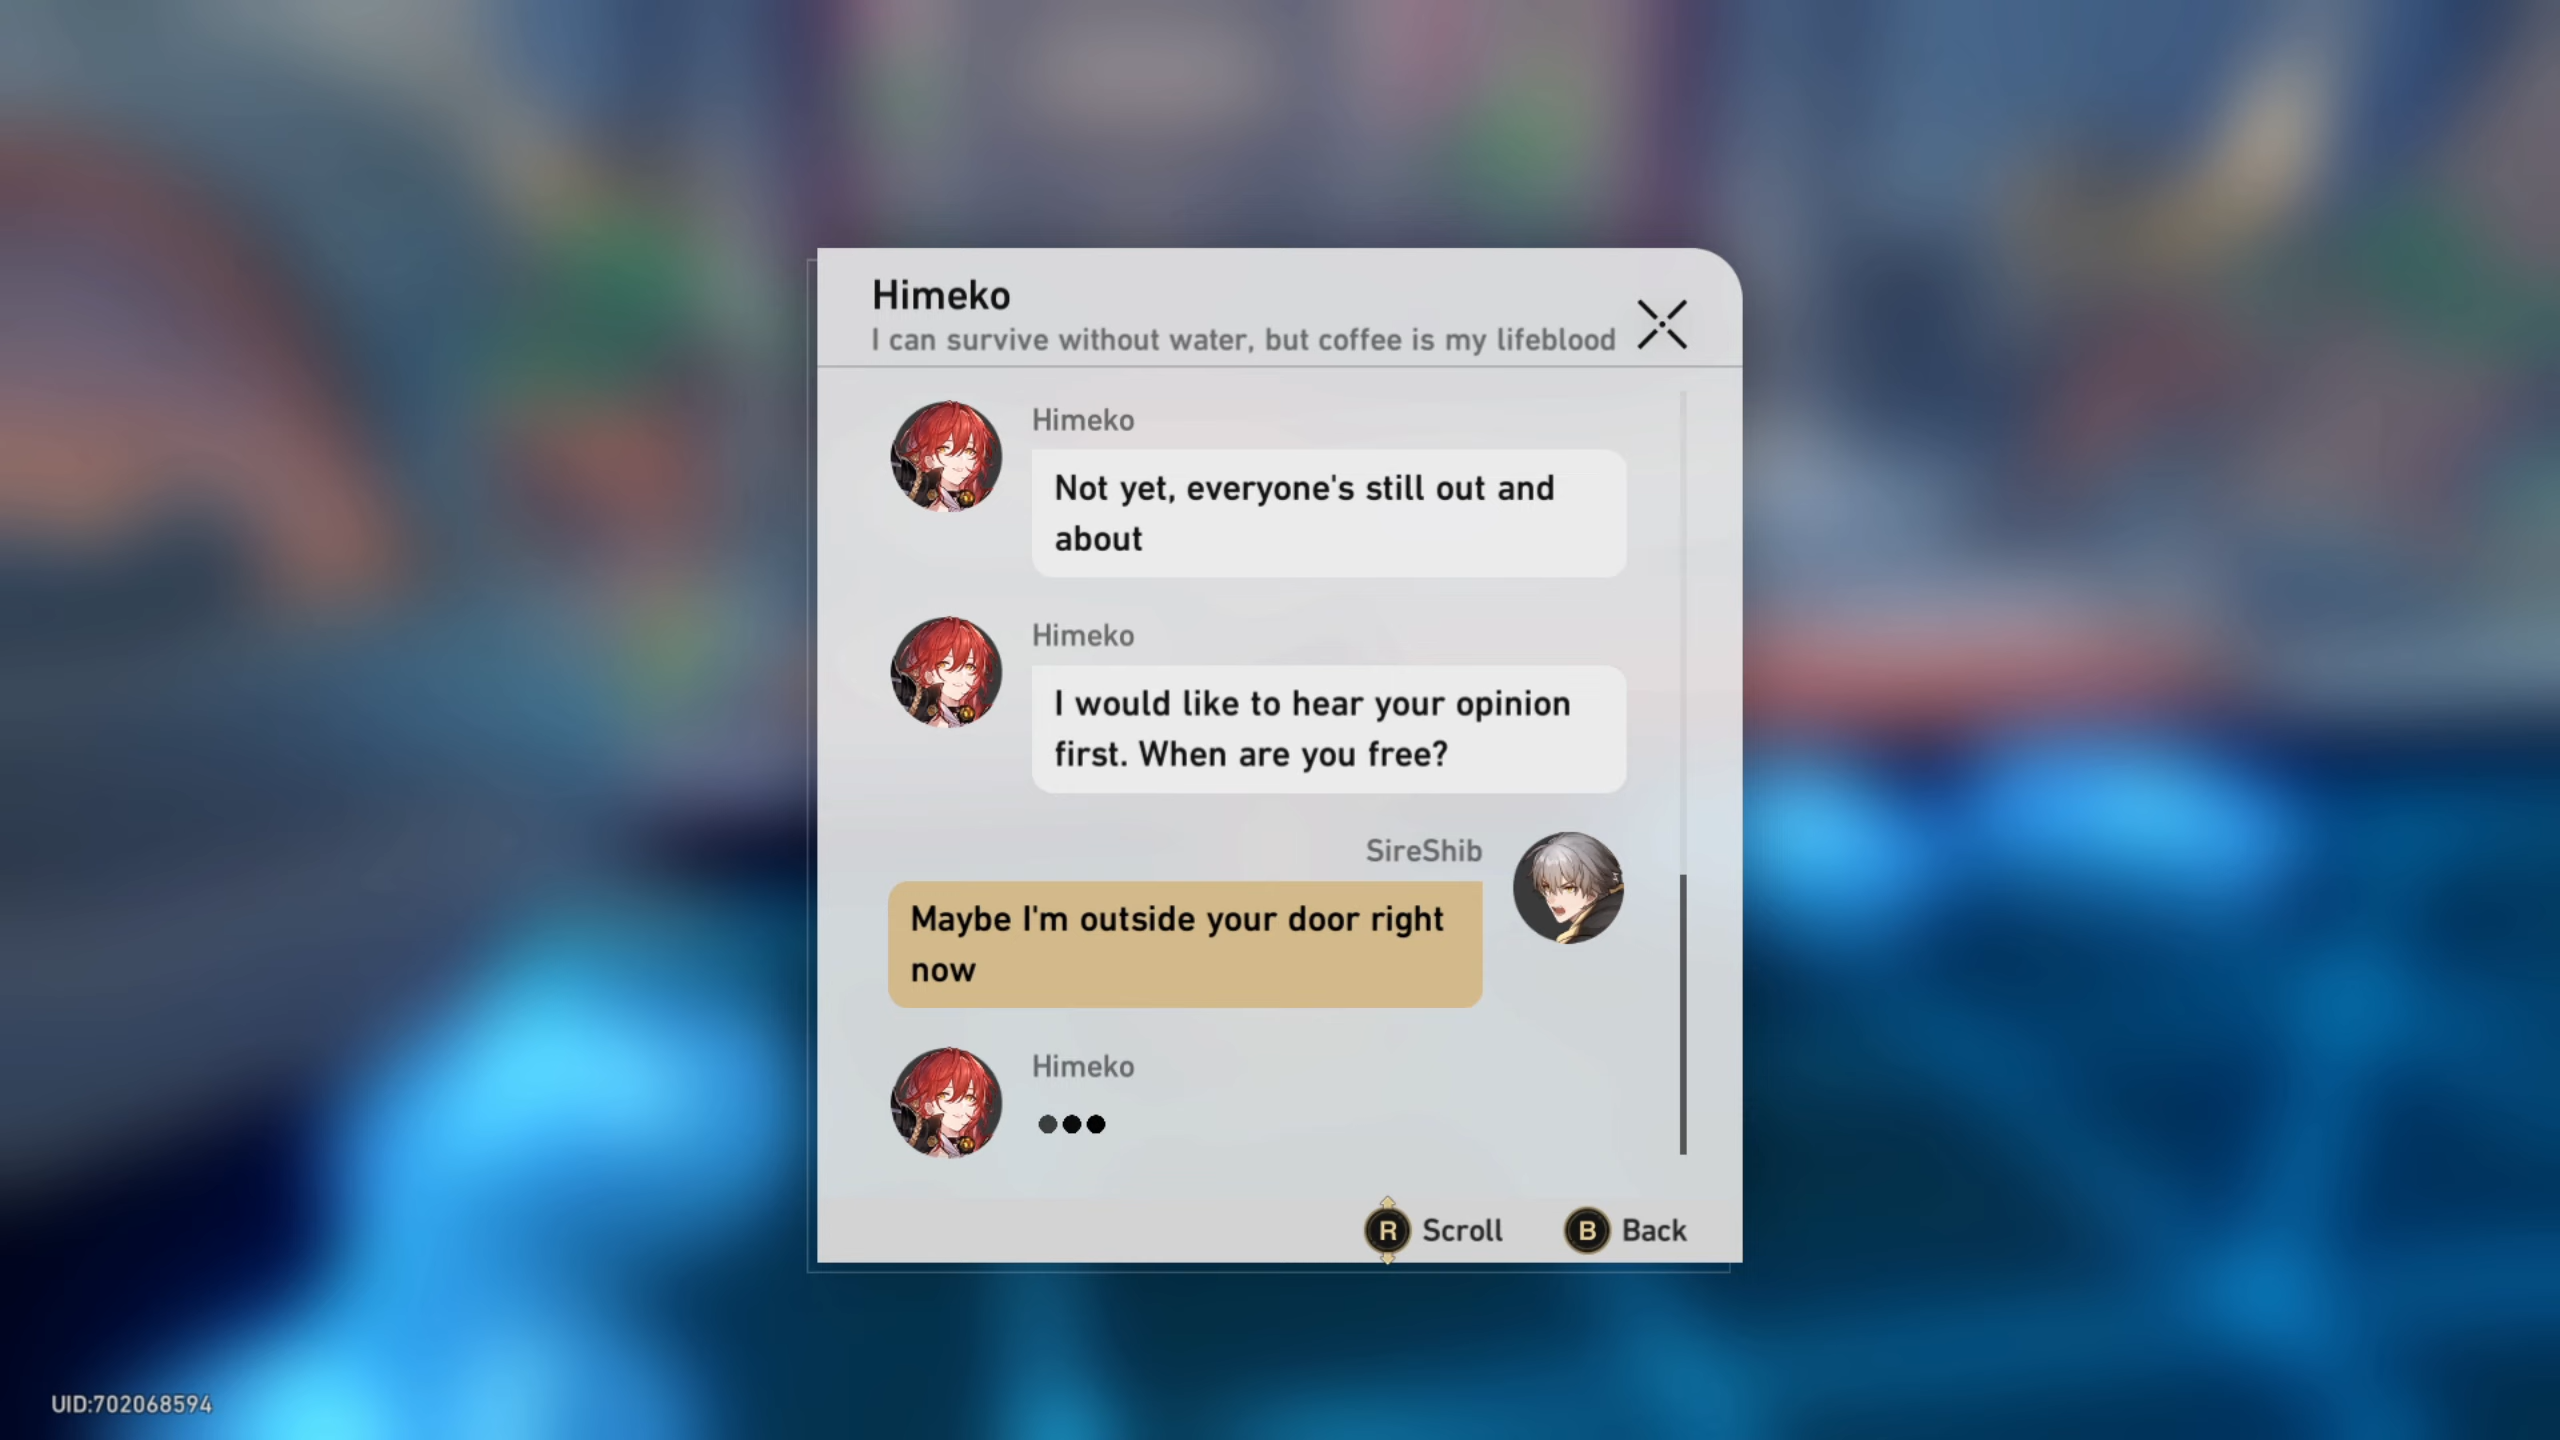 Himeko
I can survive without water, but coffee is my lifeblood
Himeko
Not yet, everyone's still out and
about
Himeko
I would like to hear your opinion
first. When are you free?
SireShib
Maybe I'm outside your door right
now
Himeko
R Scroll B Back
UID:702068594